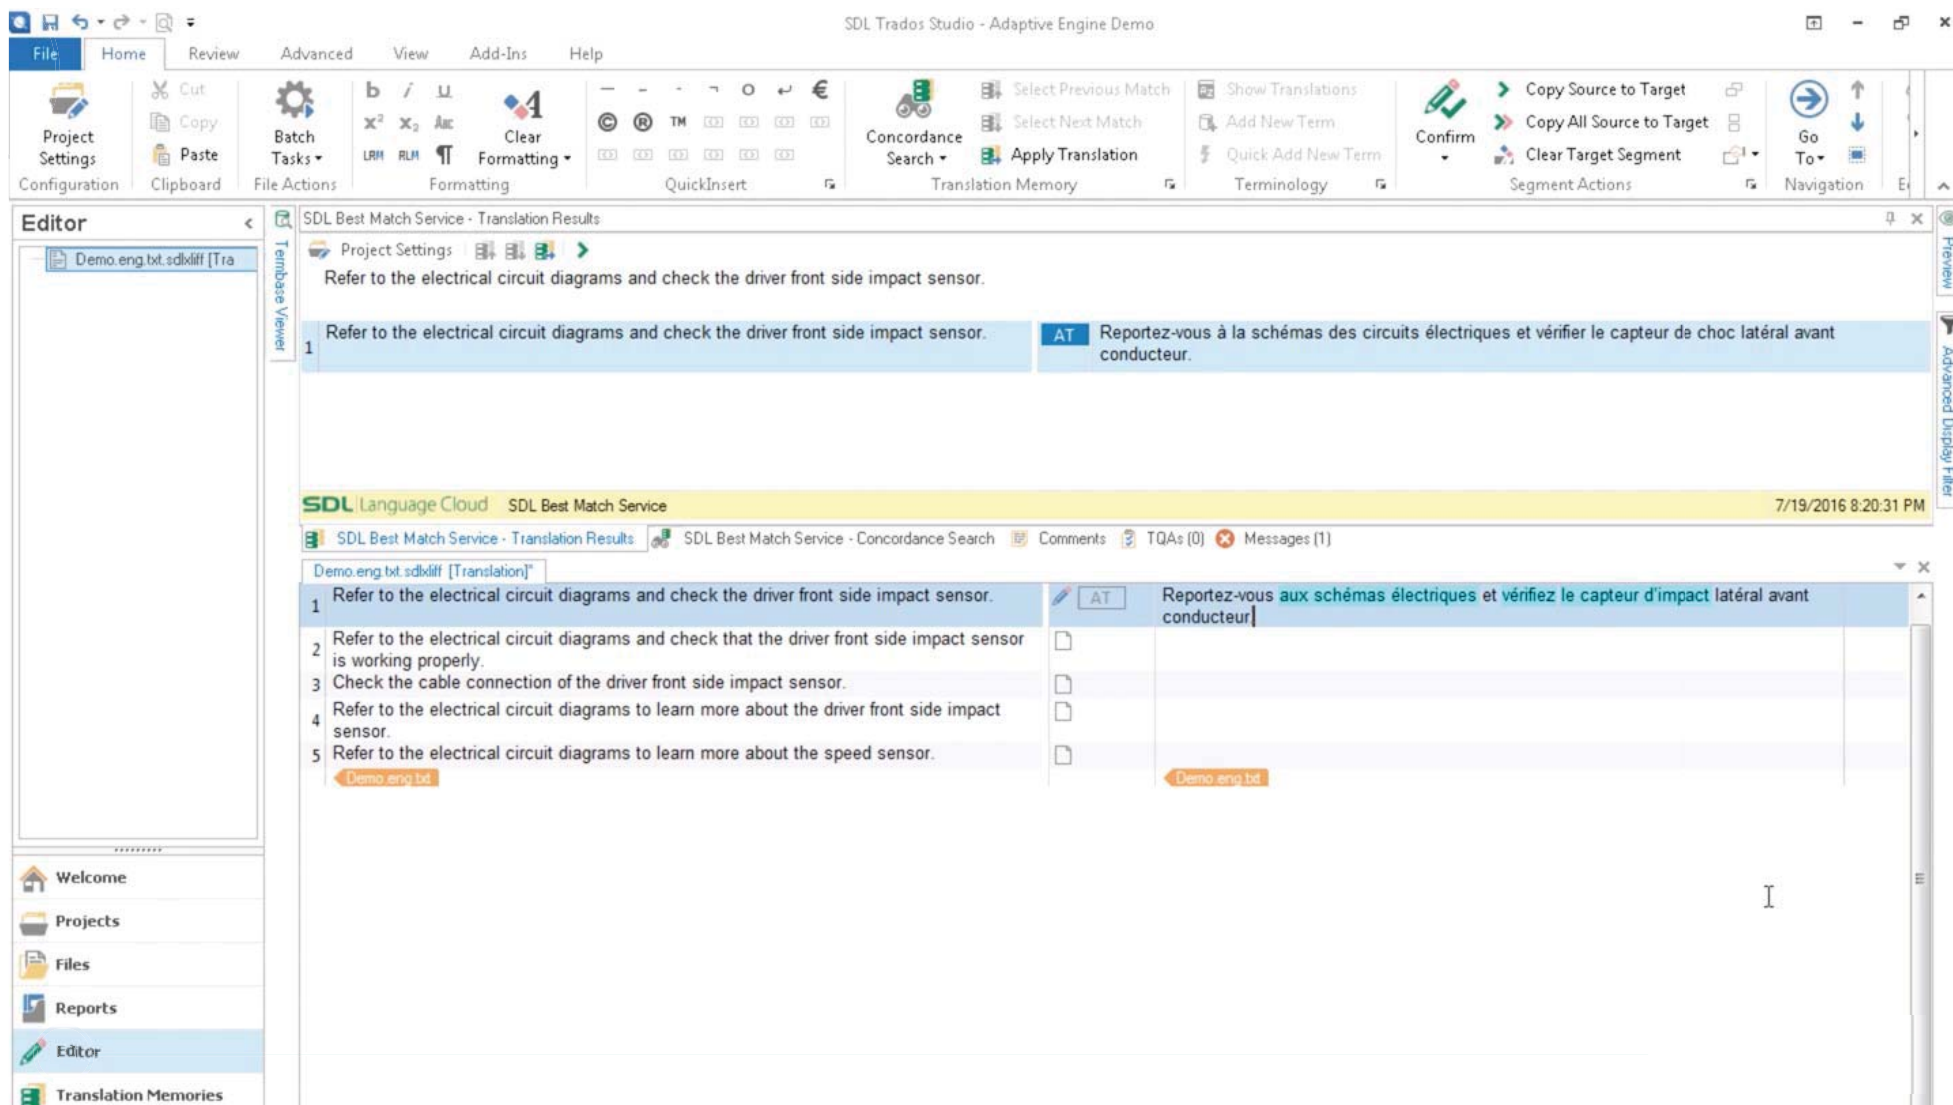 SDL Trados Studio - Adaptive Engine Demo
File Home Review Advanced View Add-Ins Help
Project Settings
Cut
Copy
Paste
Batch Tasks
b i u
x² x₂ ABC
LRM RLM ¶
Clear Formatting
— - - ¬ O ↵ €
© ® TM
Concordance Search
Select Previous Match
Select Next Match
Apply Translation
Show Translations
Add New Term
Quick Add New Term
Confirm
Copy Source to Target
Copy All Source to Target
Clear Target Segment
Go To
Configuration Clipboard File Actions Formatting QuickInsert Translation Memory Terminology Segment Actions Navigation
Editor
Demo.eng.txt.sdlxliff [Tra
Termbase Viewer
SDL Best Match Service - Translation Results
Project Settings
Refer to the electrical circuit diagrams and check the driver front side impact sensor.
1 Refer to the electrical circuit diagrams and check the driver front side impact sensor. AT Reportez-vous à la schémas des circuits électriques et vérifier le capteur de choc latéral avant
conducteur.
Preview
Advanced Display Filter
SDL Language Cloud SDL Best Match Service 7/19/2016 8:20:31 PM
SDL Best Match Service - Translation Results SDL Best Match Service - Concordance Search Comments TQAs (0) Messages (1)
Demo.eng.txt.sdlxliff [Translation]*
1 Refer to the electrical circuit diagrams and check the driver front side impact sensor. AT Reportez-vous aux schémas électriques et vérifiez le capteur d'impact latéral avant
conducteur
2 Refer to the electrical circuit diagrams and check that the driver front side impact sensor
is working properly.
3 Check the cable connection of the driver front side impact sensor.
4 Refer to the electrical circuit diagrams to learn more about the driver front side impact
sensor.
5 Refer to the electrical circuit diagrams to learn more about the speed sensor.
Demo.eng.txt Demo.eng.txt
Welcome
Projects
Files
Reports
Editor
Translation Memories